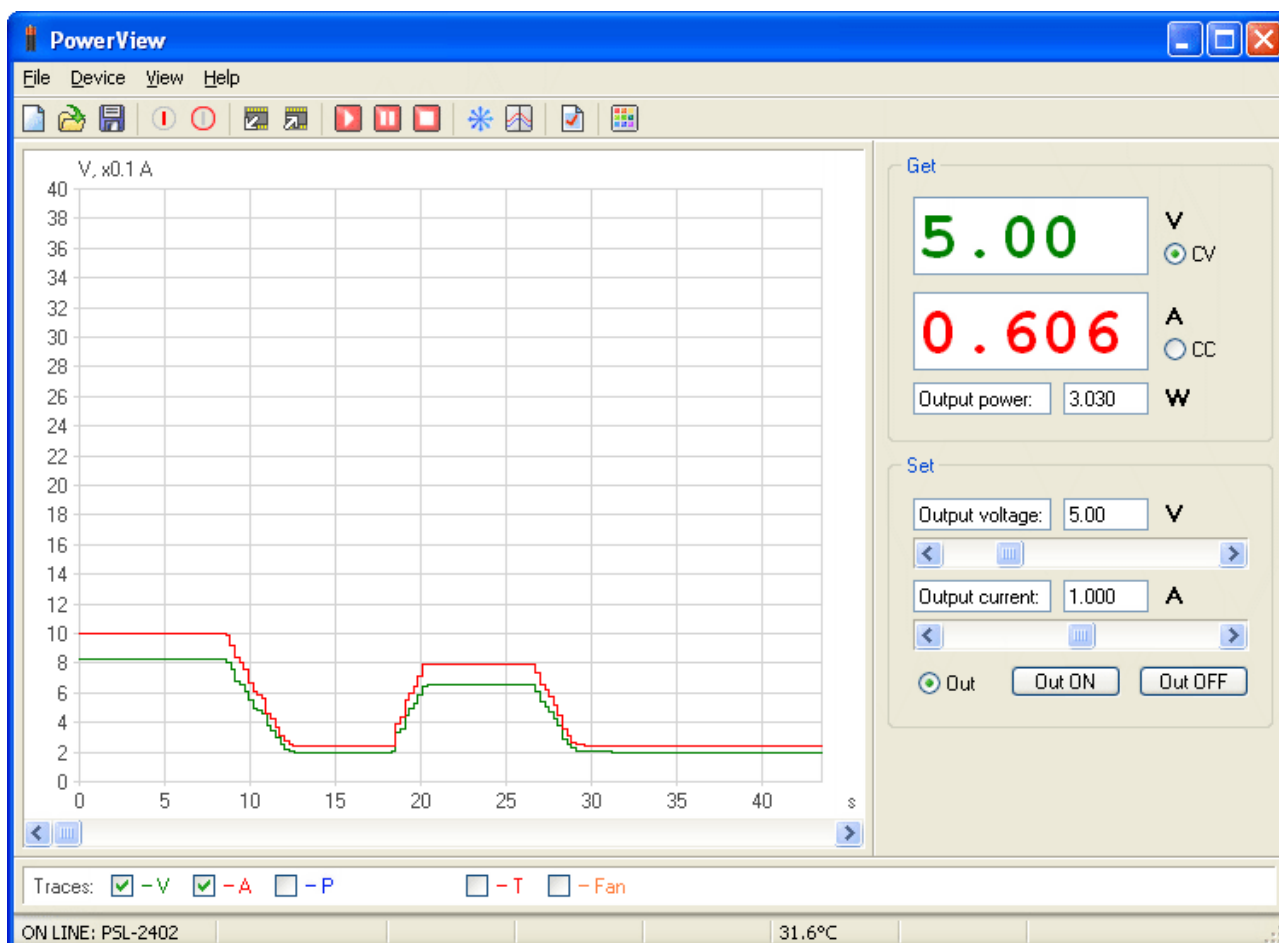 PowerView
File Device View Help
V, x0.1 A
40
38
36
34
32
30
28
26
24
22
20
18
16
14
12
10
8
6
4
2
0
0 5 10 15 20 25 30 35 40 s
Get
5.00 V
CV
0.606 A
CC
Output power: 3.030 W
Set
Output voltage: 5.00 V
Output current: 1.000 A
Out Out ON Out OFF
Traces: – V – A – P – T – Fan
ON LINE: PSL-2402 31.6°C